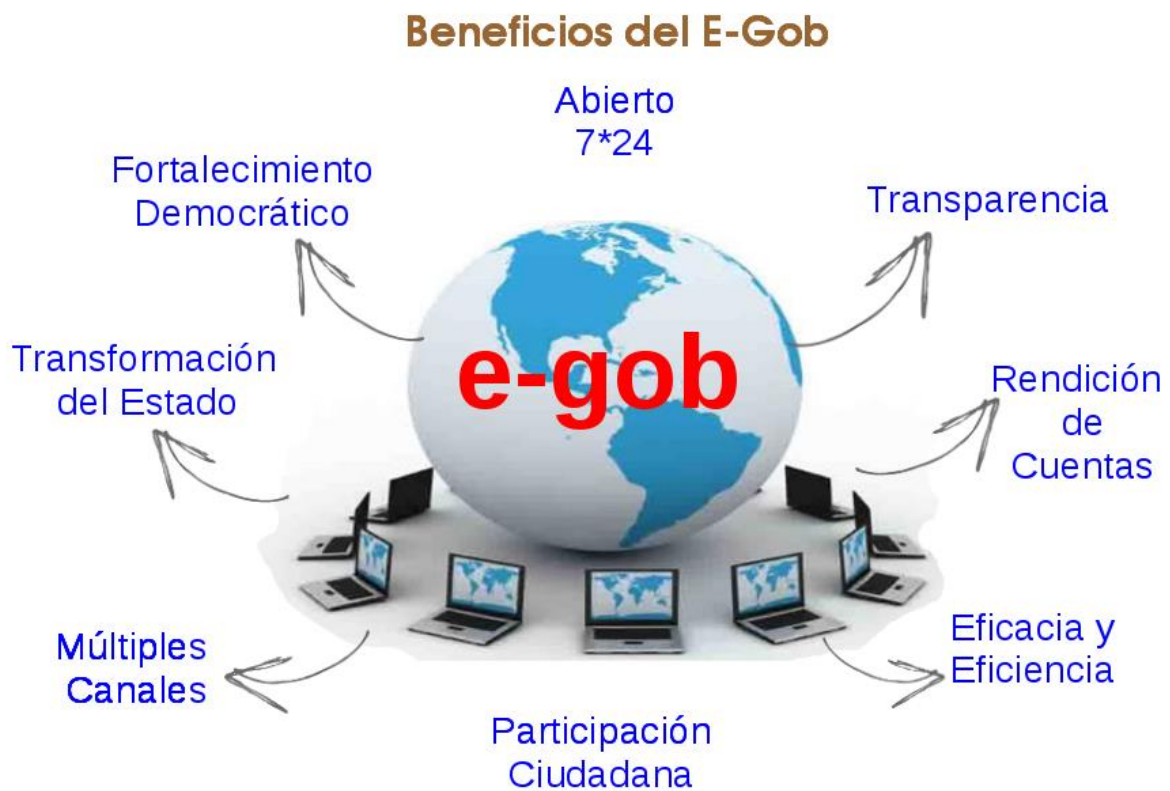 Beneficios del E-Gob
Abierto
7*24
Fortalecimiento
Democrático
Transparencia
e-gob
Transformación
del Estado
Rendición
de
Cuentas
Múltiples
Canales
Eficacia y
Eficiencia
Participación
Ciudadana